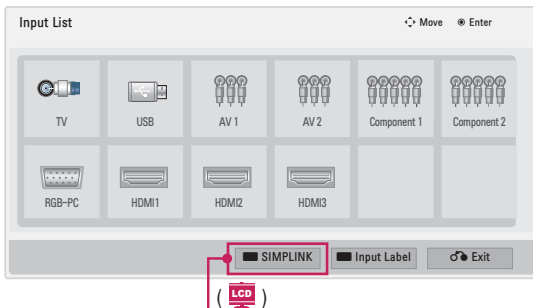 Input List Move Enter
TV USB AV 1 AV 2 Component 1 Component 2
RGB-PC HDMI1 HDMI2 HDMI3
SIMPLINK Input Label Exit
( LCD )